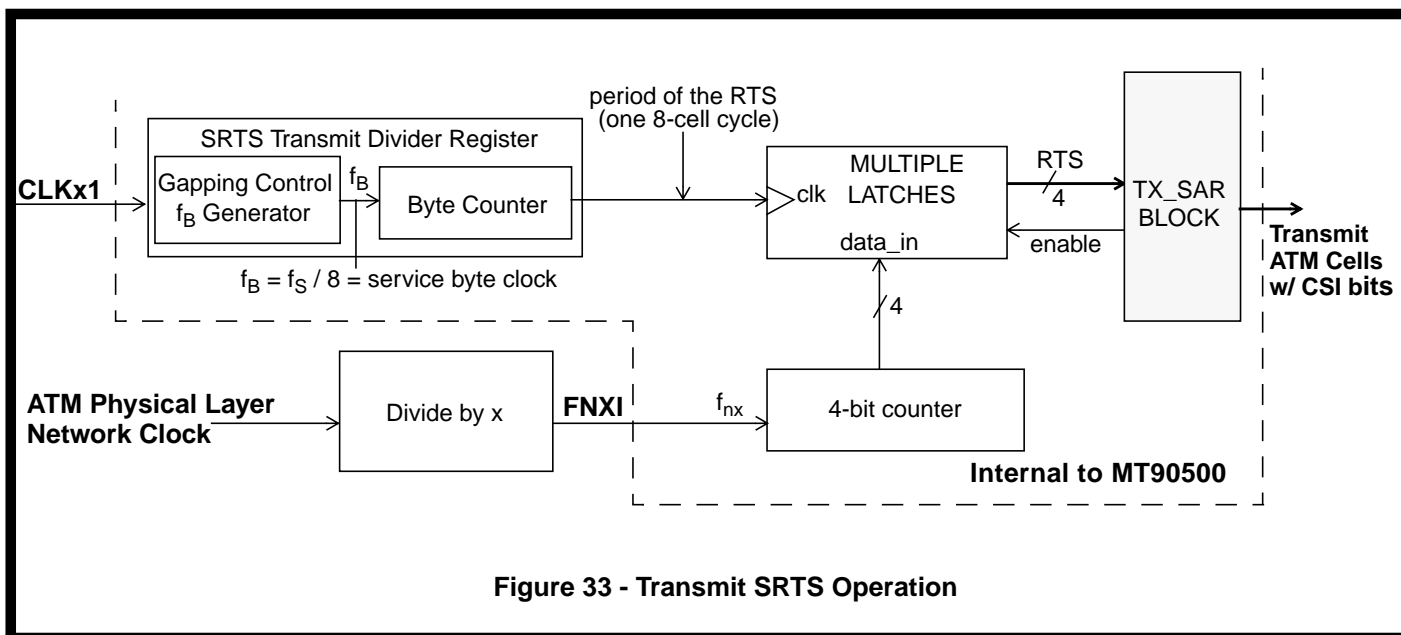 period of the RTS
(one 8-cell cycle)
SRTS Transmit Divider Register
CLKx1
Gapping Control
fB Generator
fB
Byte Counter
fB = fS / 8 = service byte clock
MULTIPLE
LATCHES
clk
data_in
RTS
4
enable
TX_SAR
BLOCK
Transmit
ATM Cells
w/ CSI bits
4
ATM Physical Layer
Network Clock
Divide by x
FNXI
fnx
4-bit counter
Internal to MT90500
Figure 33 - Transmit SRTS Operation